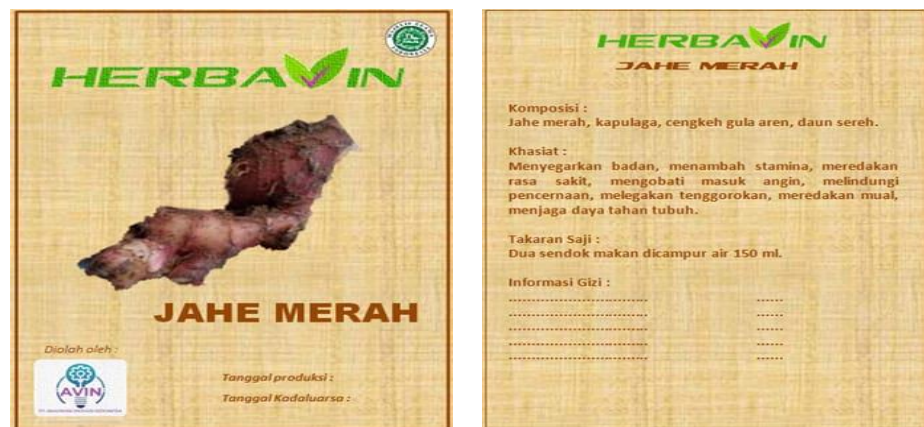 HERBAVIN
JAHE MERAH
Diolah oleh :
AVIN
Tanggal produksi :
Tanggal Kadaluarsa :
HERBAVIN
JAHE MERAH
Komposisi :
Jahe merah, kapulaga, cengkeh gula aren, daun sereh.
Khasiat :
Menyegarkan badan, menambah stamina, meredakan
rasa sakit, mengobati masuk angin, melindungi
pencernaan, melegakan tenggorokan, meredakan mual,
menjaga daya tahan tubuh.
Takaran Saji :
Dua sendok makan dicampur air 150 ml.
Informasi Gizi :
............................... ......
............................... ......
............................... ......
............................... ......
............................... ......